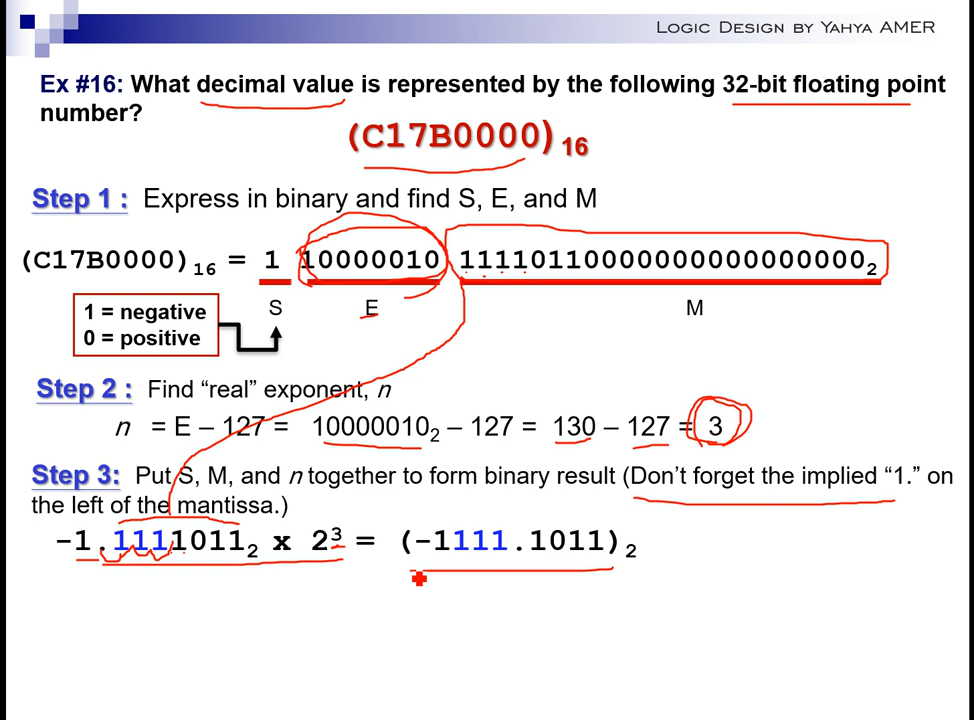 Logic Design by Yahya AMER
Ex #16: What decimal value is represented by the following 32-bit floating point
number?
(C17B0000)16
Step 1 : Express in binary and find S, E, and M
(C17B0000)16 = 1 10000010 11110110000000000000000₂
1 = negative
0 = positive
S E M
Step 2 : Find “real” exponent, n
n = E – 127 = 10000010₂ – 127 = 130 – 127 = 3
Step 3: Put S, M, and n together to form binary result (Don’t forget the implied “1.” on
the left of the mantissa.)
-1.1111011₂ x 2³ = (-1111.1011)₂